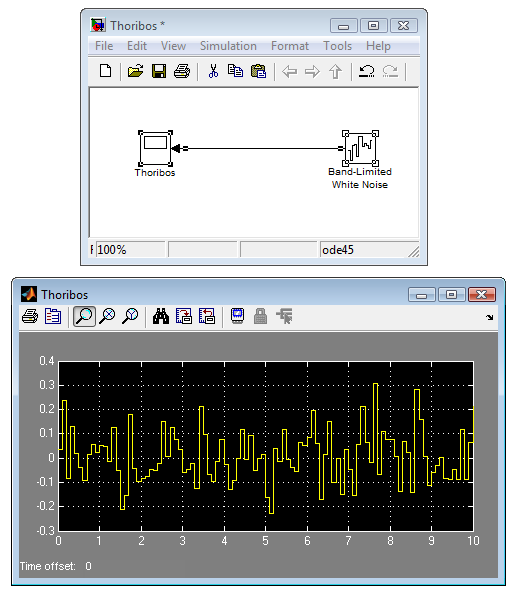 Thoribos *
File Edit View Simulation Format Tools Help
Thoribos
Band-Limited
White Noise
100%
ode45
Thoribos
0.4
0.3
0.2
0.1
0
-0.1
-0.2
-0.3
0 1 2 3 4 5 6 7 8 9 10
Time offset: 0